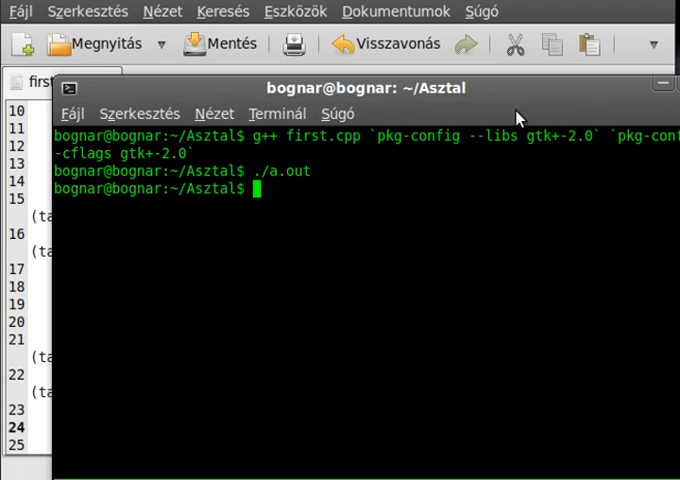 Fájl Szerkesztés Nézet Keresés Eszközök Dokumentumok Súgó
Megnyitás Mentés Visszavonás
first
bognar@bognar: ~/Asztal
Fájl Szerkesztés Nézet Terminál Súgó
bognar@bognar:~/Asztal$ g++ first.cpp `pkg-config --libs gtk+-2.0` `pkg-conf
-cflags gtk+-2.0`
bognar@bognar:~/Asztal$ ./a.out
bognar@bognar:~/Asztal$
10
11
12
13
14
15
(ta
16
(ta
17
18
19
20
21
(ta
22
(ta
23
24
25